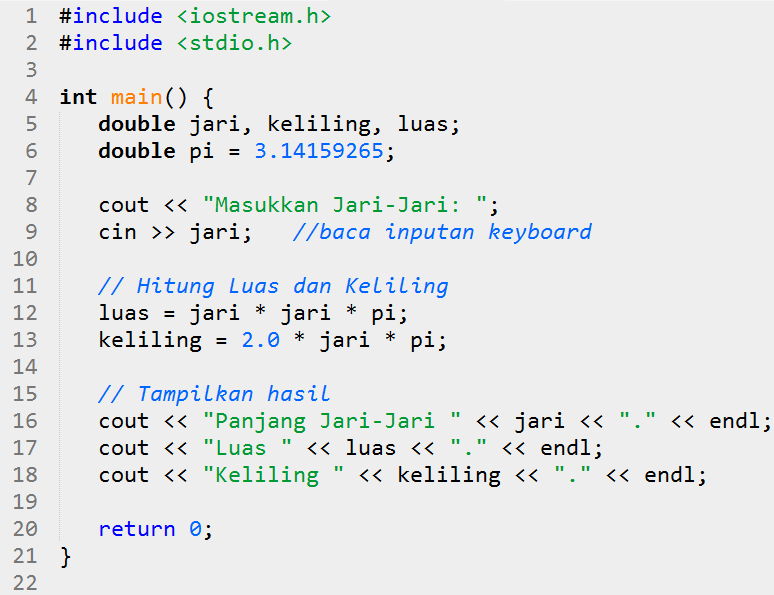 1 #include <iostream.h>
2 #include <stdio.h>
3
4 int main() {
5 double jari, keliling, luas;
6 double pi = 3.14159265;
7
8 cout << "Masukkan Jari-Jari: ";
9 cin >> jari; //baca inputan keyboard
10
11 // Hitung Luas dan Keliling
12 luas = jari * jari * pi;
13 keliling = 2.0 * jari * pi;
14
15 // Tampilkan hasil
16 cout << "Panjang Jari-Jari " << jari << "." << endl;
17 cout << "Luas " << luas << "." << endl;
18 cout << "Keliling " << keliling << "." << endl;
19
20 return 0;
21 }
22